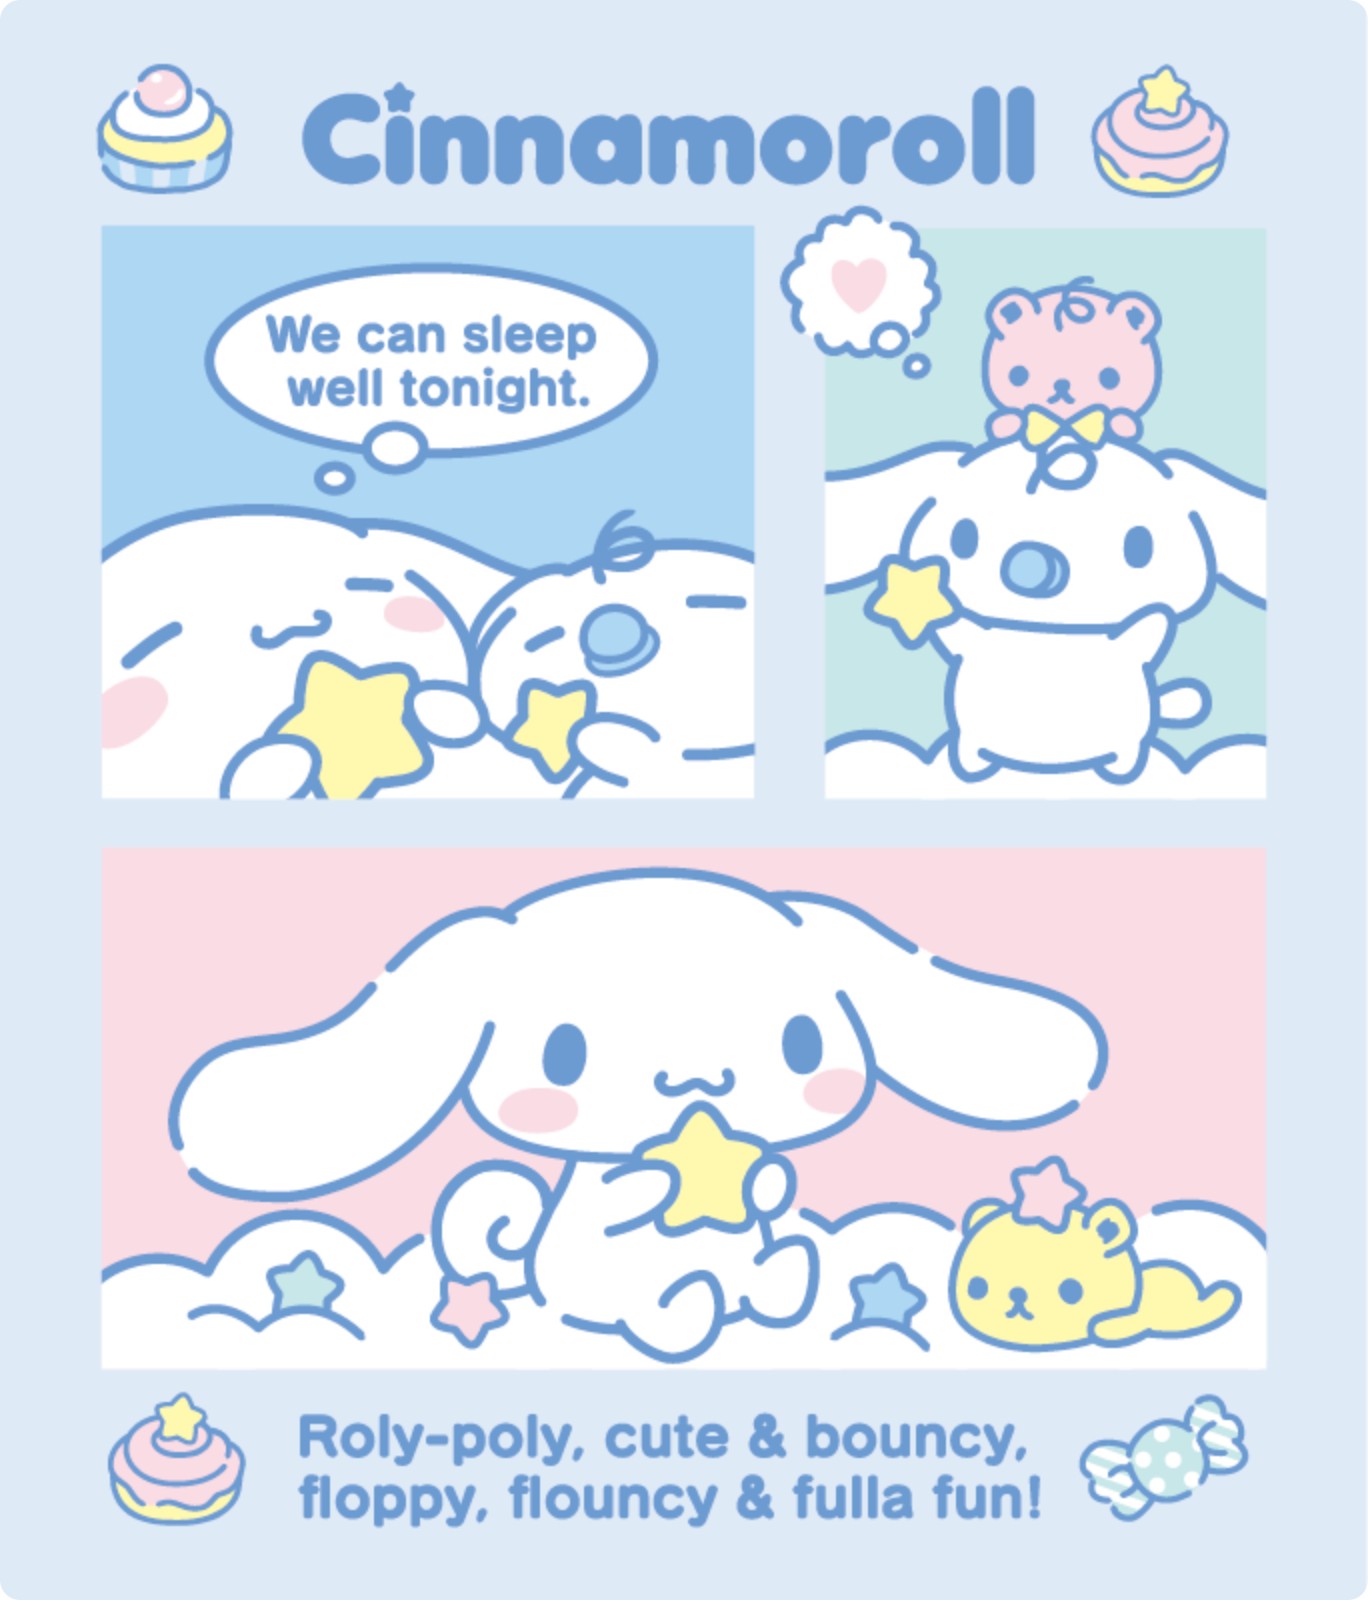 Cinnamoroll
We can sleep
well tonight.
Roly-poly, cute & bouncy,
floppy, flouncy & fulla fun!